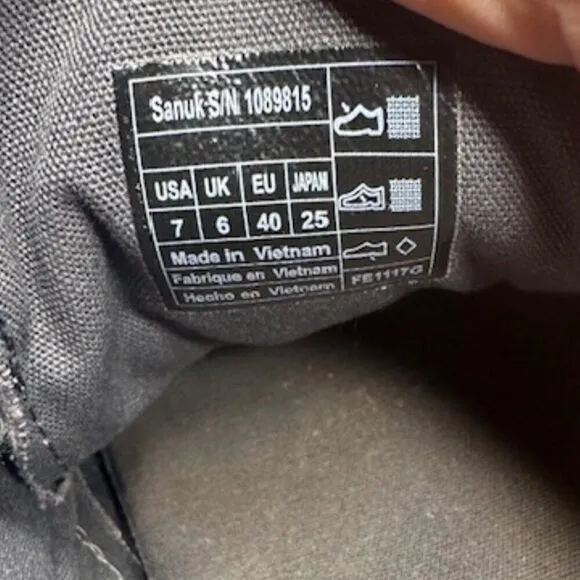 Sanuk S/N 1089815
USA UK EU JAPAN
7 6 40 25
Made in Vietnam
Fabrique en Vietnam
Hecho en Vietnam
FE1117G